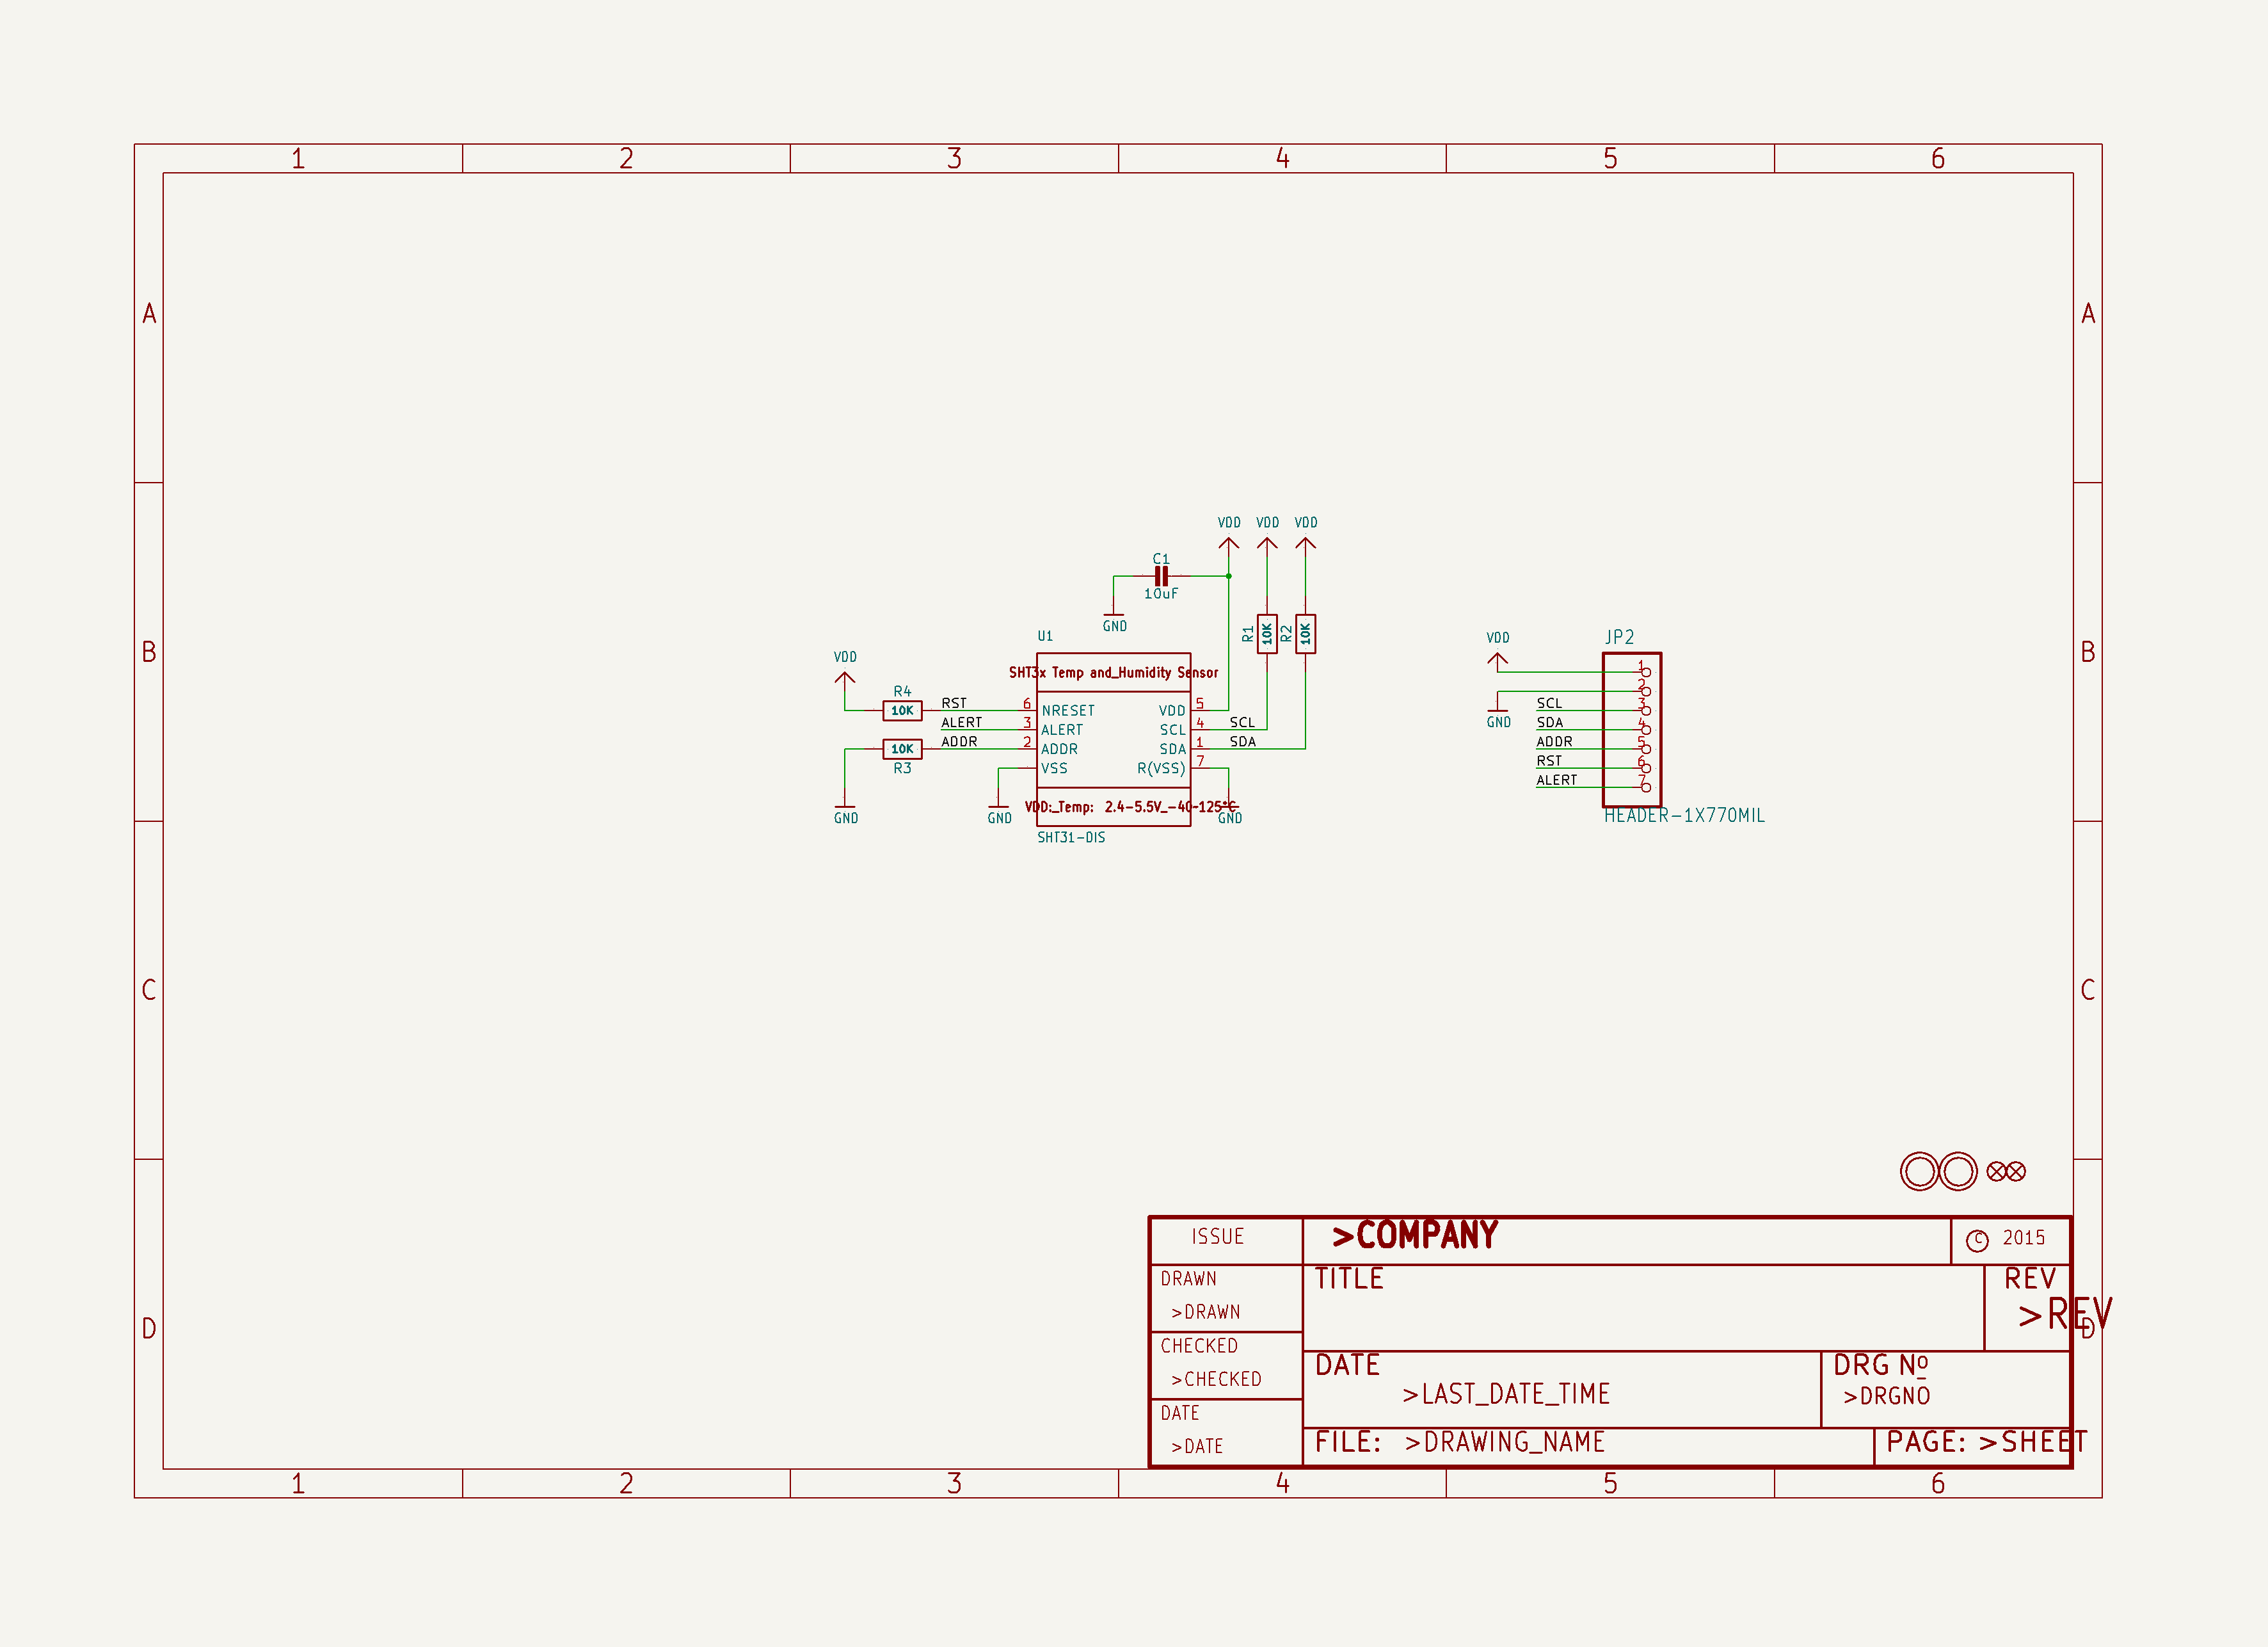 1 2 3 4 5 6
A A
VDD VDD VDD
C1
10uF
GND
R1 10K R2 10K
U1
JP2
VDD
B B
VDD
SHT3x Temp and_Humidity Sensor
R4
10K
RST
ALERT
ADDR
10K
R3
GND
6 NRESET
3 ALERT
2 ADDR
VSS
VDD 5
SCL 4
SDA 1
R(VSS) 7
SCL
SDA
GND
VDD:_Temp: 2.4-5.5V_-40~125°C
GND
SHT31-DIS
GND
SCL
SDA
ADDR
RST
ALERT
1
2
3
4
5
6
7
HEADER-1X770MIL
C C
ISSUE
>COMPANY
C 2015
DRAWN
>DRAWN
TITLE
REV
>REV
D D
CHECKED
>CHECKED
DATE
>LAST_DATE_TIME
DRG Nº
>DRGNO
DATE
>DATE
FILE: >DRAWING_NAME
PAGE: >SHEET
1 2 3 4 5 6